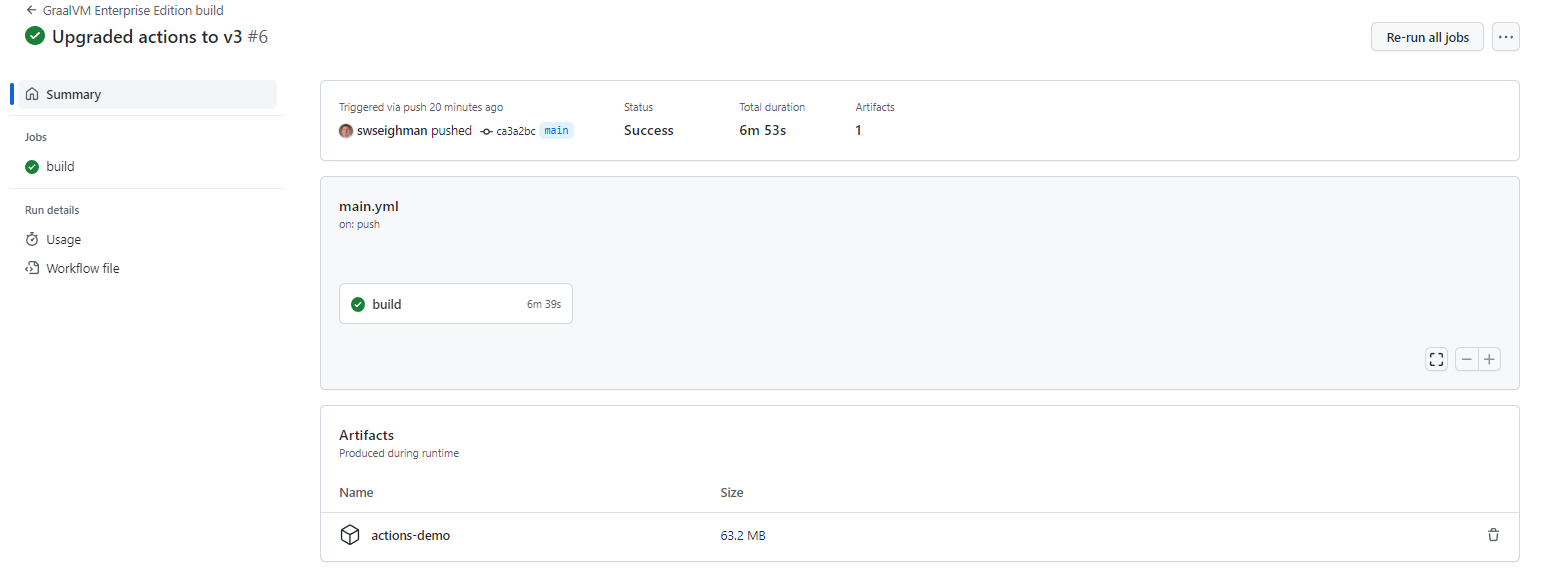 GraalVM Enterprise Edition build
Upgraded actions to v3 #6
Re-run all jobs
Summary
Jobs
build
Run details
Usage
Workflow file
Triggered via push 20 minutes ago
swseighman pushed ca3a2bc main
Status
Success
Total duration
6m 53s
Artifacts
1
main.yml
on: push
build 6m 39s
Artifacts
Produced during runtime
Name Size
actions-demo 63.2 MB